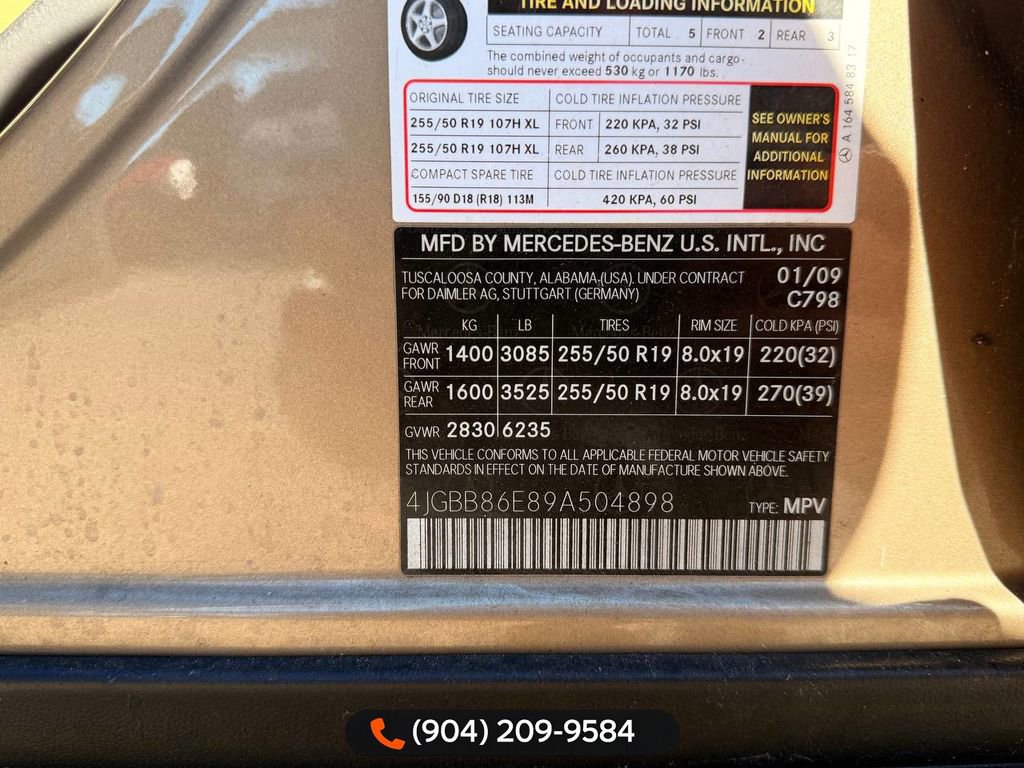 TIRE AND LOADING INFORMATION
SEATING CAPACITY TOTAL 5 FRONT 2 REAR 3
The combined weight of occupants and cargo
should never exceed 530 kg or 1170 lbs.
ORIGINAL TIRE SIZE COLD TIRE INFLATION PRESSURE
255/50 R19 107H XL FRONT 220 KPA, 32 PSI
255/50 R19 107H XL REAR 260 KPA, 38 PSI
COMPACT SPARE TIRE COLD TIRE INFLATION PRESSURE
155/90 D18 (R18) 113M 420 KPA, 60 PSI
SEE OWNER'S
MANUAL FOR
ADDITIONAL
INFORMATION
A 164 584 83 17
MFD BY MERCEDES-BENZ U.S. INTL., INC
TUSCALOOSA COUNTY, ALABAMA (USA), UNDER CONTRACT 01/09
FOR DAIMLER AG, STUTTGART (GERMANY) C798
KG LB TIRES RIM SIZE COLD KPA (PSI)
GAWR FRONT 1400 3085 255/50 R19 8.0x19 220(32)
GAWR REAR 1600 3525 255/50 R19 8.0x19 270(39)
GVWR 2830 6235
THIS VEHICLE CONFORMS TO ALL APPLICABLE FEDERAL MOTOR VEHICLE SAFETY
STANDARDS IN EFFECT ON THE DATE OF MANUFACTURE SHOWN ABOVE.
4JGBB86E89A504898 TYPE: MPV
(904) 209-9584